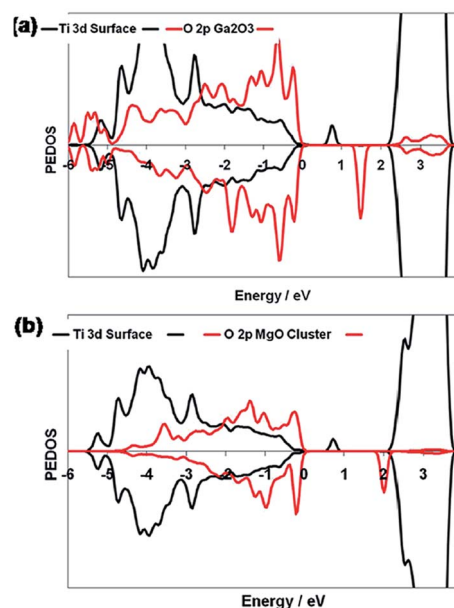 (a)
Ti 3d Surface
O 2p Ga2O3
PEDOS
-6 -5 -4 -3 -2 -1 0 1 2 3
Energy / eV
(b)
Ti 3d Surface
O 2p MgO Cluster
PEDOS
-6 -5 -4 -3 -2 -1 0 1 2 3
Energy / eV